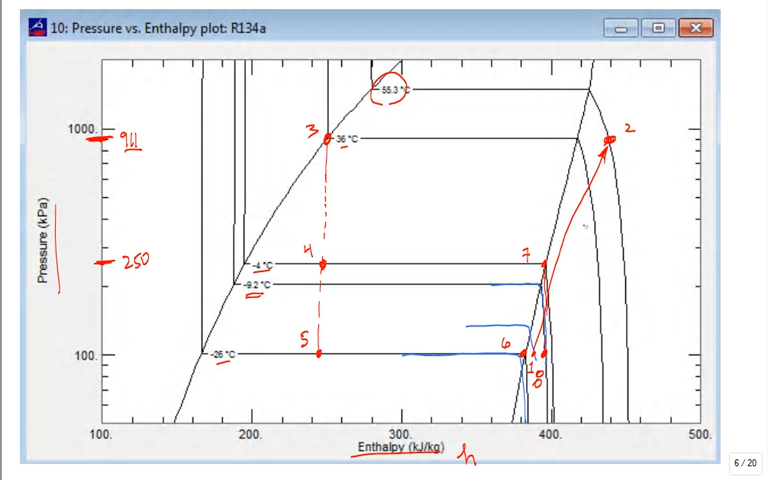 10: Pressure vs. Enthalpy plot: R134a
55.3 °C
3
2
1000.
911
36 °C
Pressure (kPa)
4
7
250
-4 °C
-9.2 °C
5
6
100.
-26 °C
1
8
100.
200.
300.
400.
500.
Enthalpy (kJ/kg)
h
6 / 20